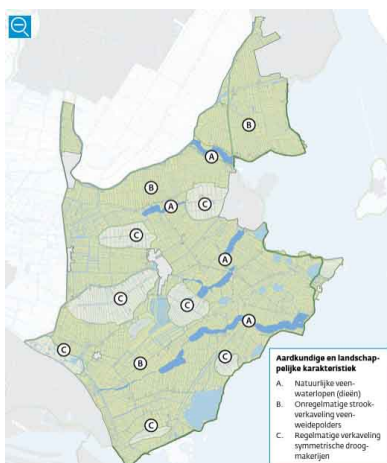 B
A
B
A
C
C
A
C
C
A
C
B
C
C
Aardkundige en landschap-
pelijke karakteristiek
A. Natuurlijke veen-
waterlopen (dieën)
B. Onregelmatige strook-
verkaveling veen-
weidepolders
C. Regelmatige verkaveling
symmetrische droog-
makerijen